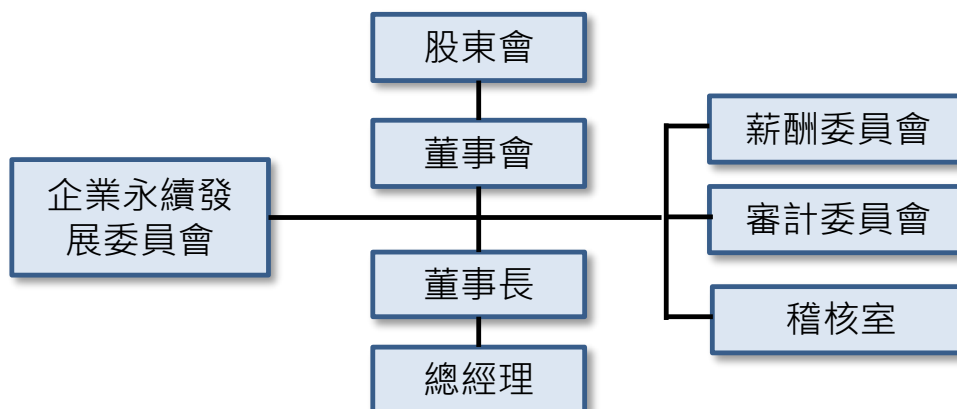 股東會
董事會
薪酬委員會
企業永續發
展委員會
審計委員會
董事長
稽核室
總經理